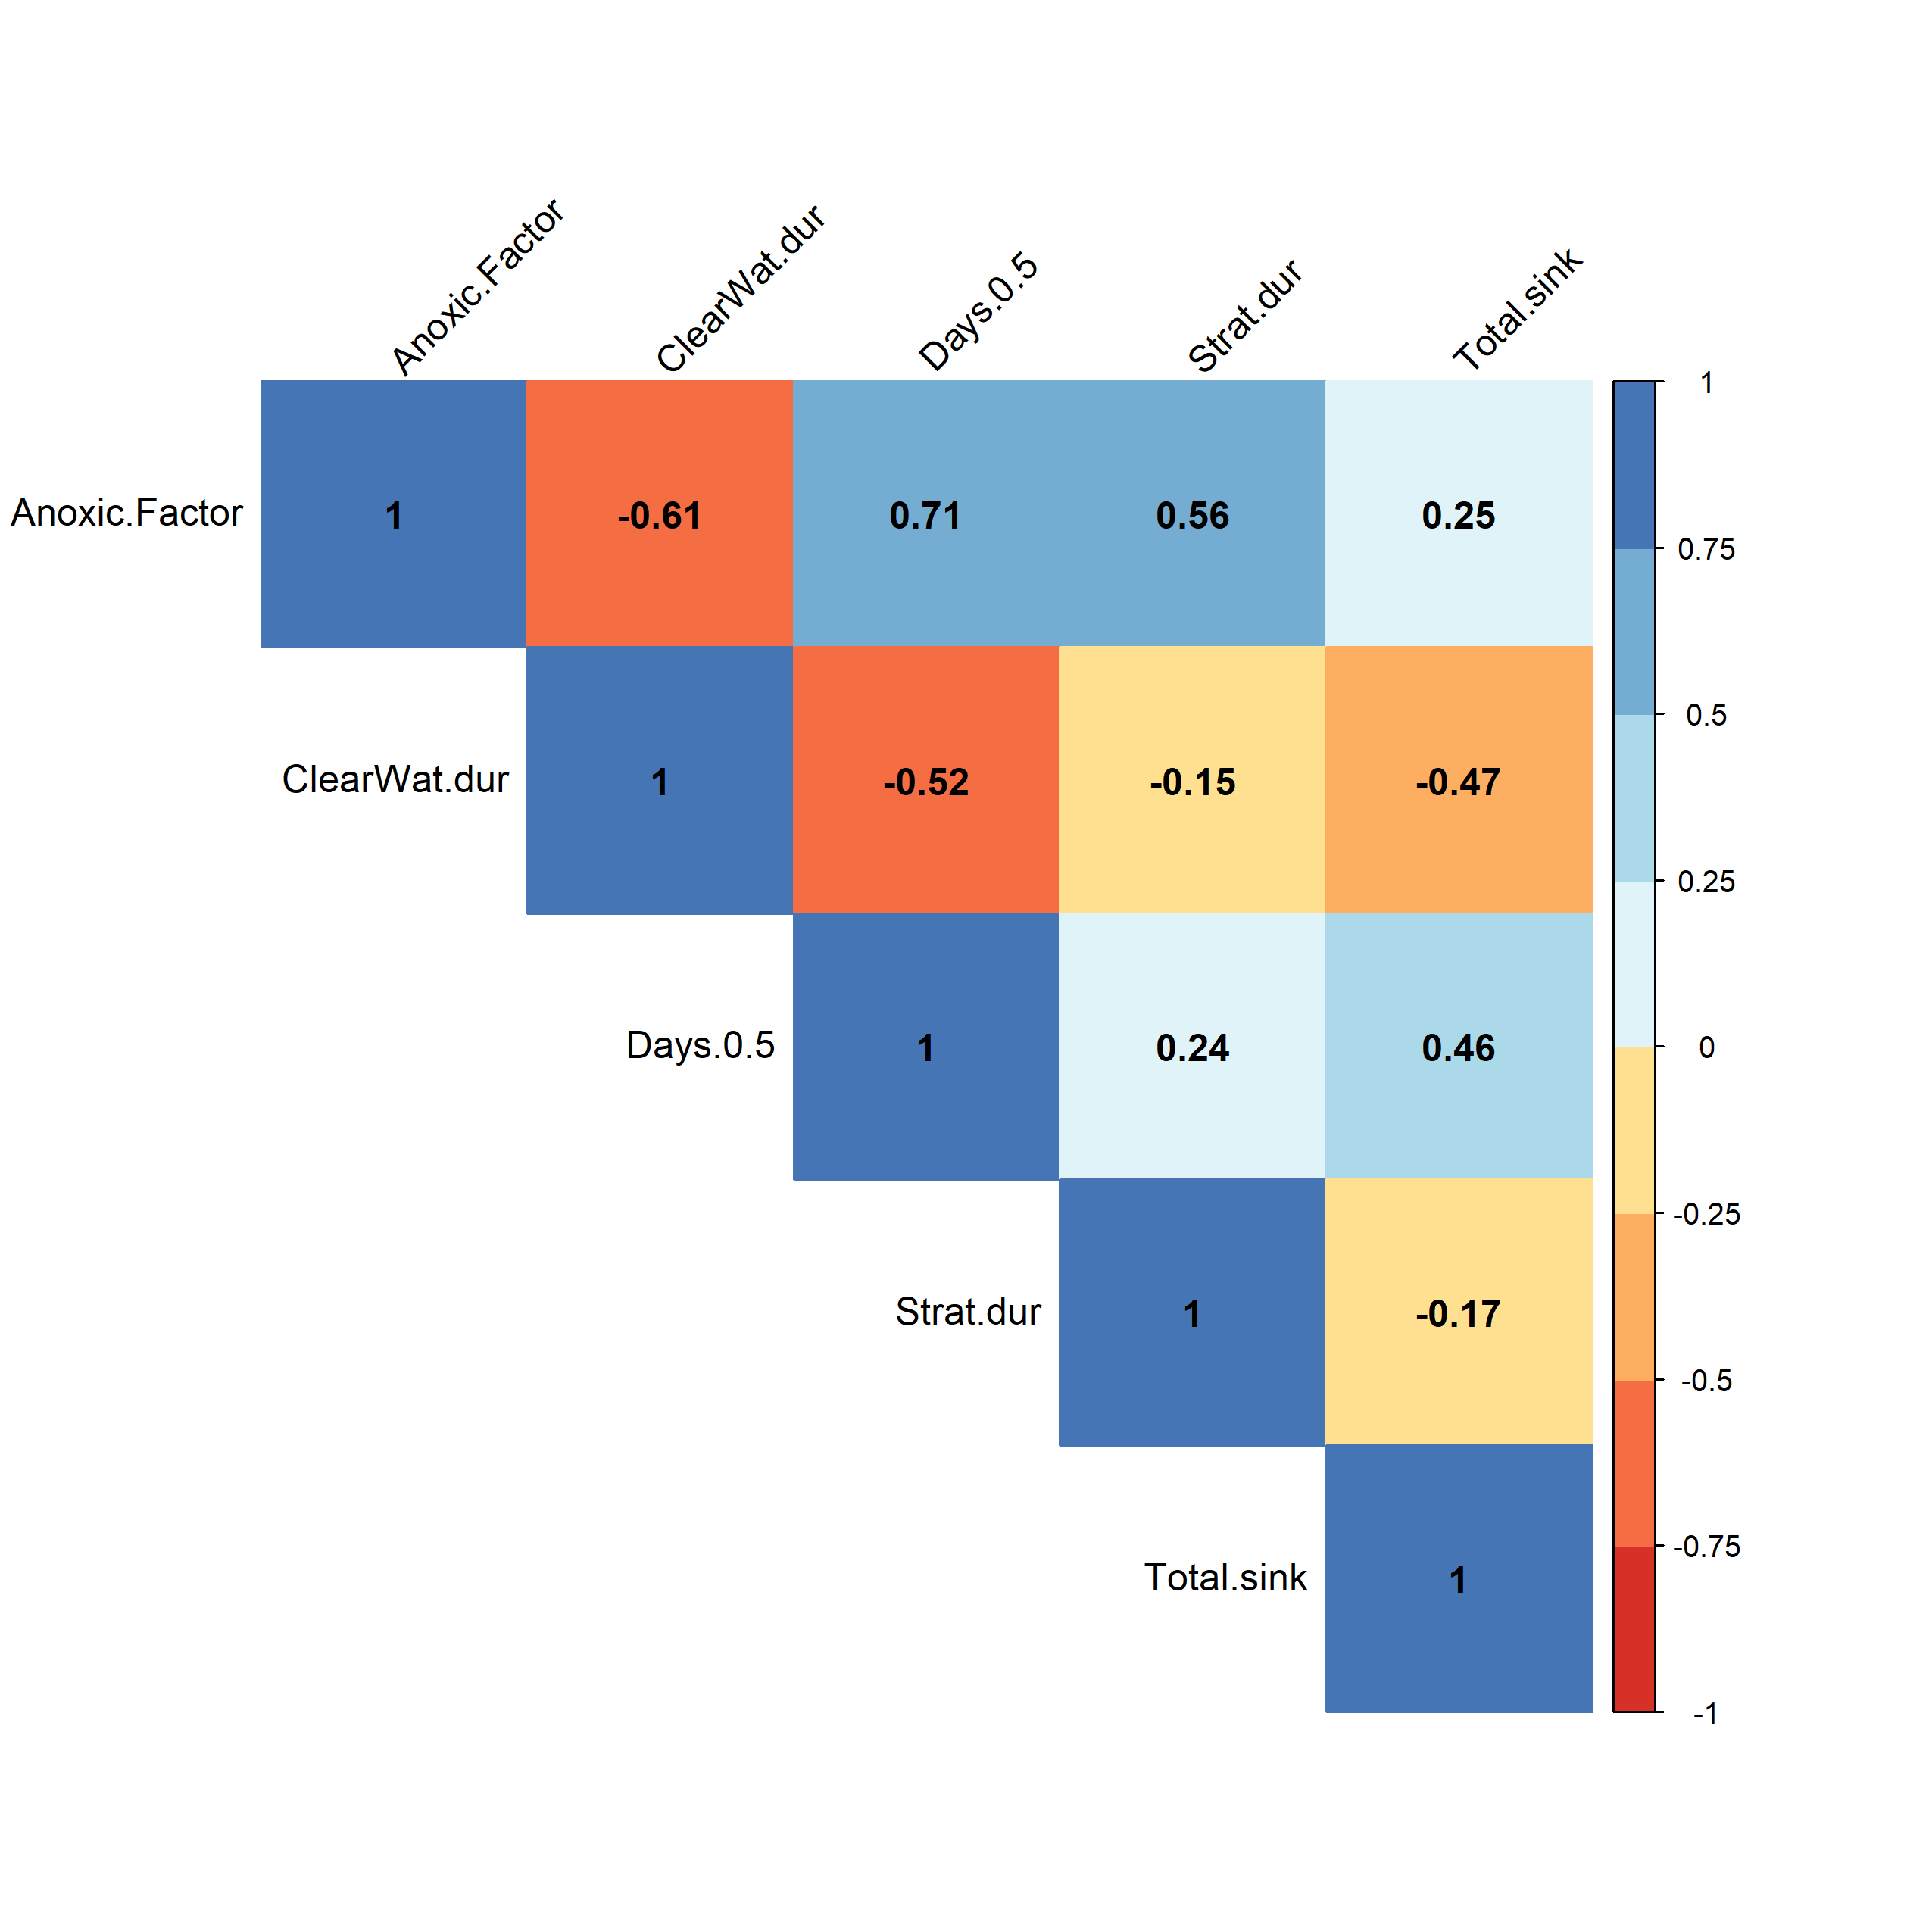 Anoxic.Factor ClearWat.dur Days.0.5 Strat.dur Total.sink
Anoxic.Factor 1 -0.61 0.71 0.56 0.25
ClearWat.dur 1 -0.52 -0.15 -0.47
Days.0.5 1 0.24 0.46
Strat.dur 1 -0.17
Total.sink 1
1
0.75
0.5
0.25
0
-0.25
-0.5
-0.75
-1